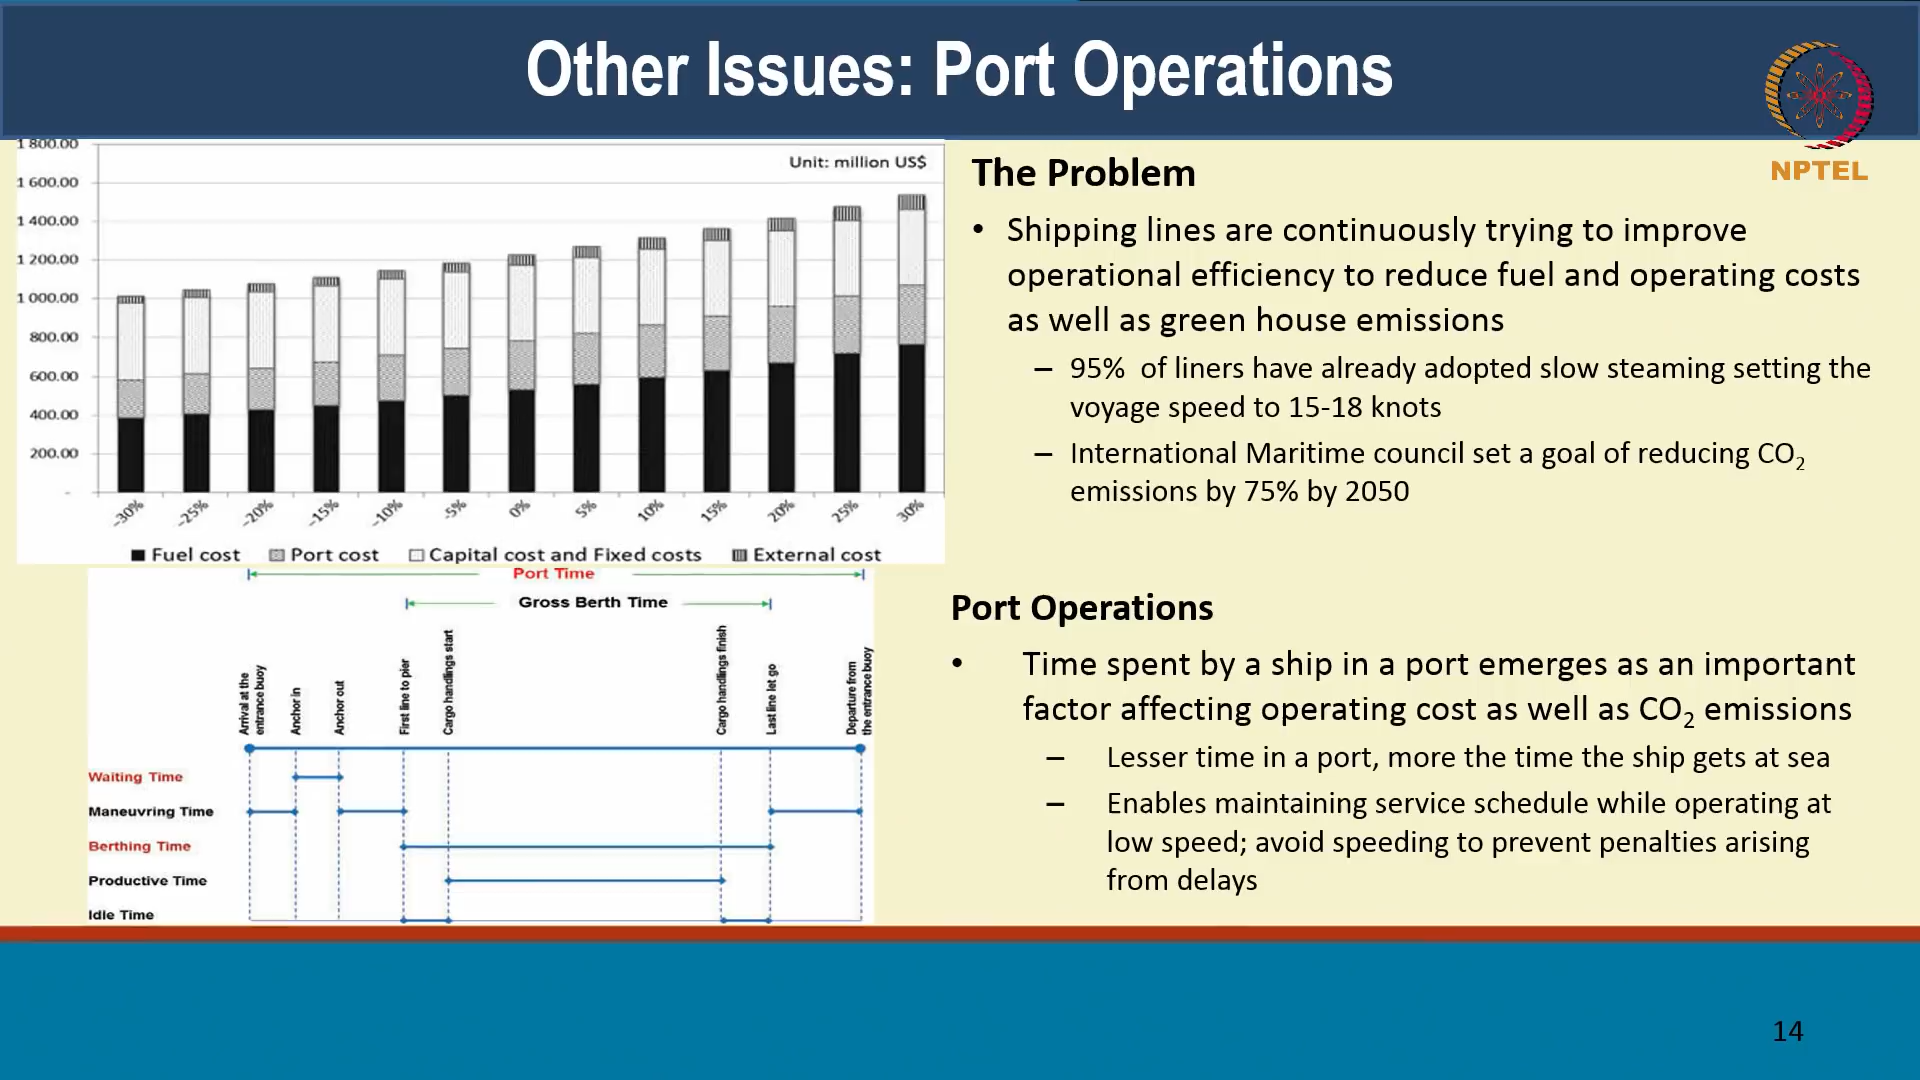 Other Issues: Port Operations
NPTEL
1 800.00
1 600.00
1 400.00
1 200.00
1 000.00
800.00
600.00
400.00
200.00
-
Unit: million US$
-30% -25% -20% -15% -10% -5% 0% 5% 10% 15% 20% 25% 30%
Fuel cost Port cost Capital cost and Fixed costs External cost
Port Time
Gross Berth Time
Arrival at the
entrance buoy
Anchor in
Anchor out
First line to pier
Cargo handlings start
Cargo handlings finish
Last line let go
Departure from
the entrance buoy
Waiting Time
Maneuvring Time
Berthing Time
Productive Time
Idle Time
The Problem
• Shipping lines are continuously trying to improve
operational efficiency to reduce fuel and operating costs
as well as green house emissions
– 95% of liners have already adopted slow steaming setting the
voyage speed to 15-18 knots
– International Maritime council set a goal of reducing CO2
emissions by 75% by 2050
Port Operations
• Time spent by a ship in a port emerges as an important
factor affecting operating cost as well as CO2 emissions
– Lesser time in a port, more the time the ship gets at sea
– Enables maintaining service schedule while operating at
low speed; avoid speeding to prevent penalties arising
from delays
14